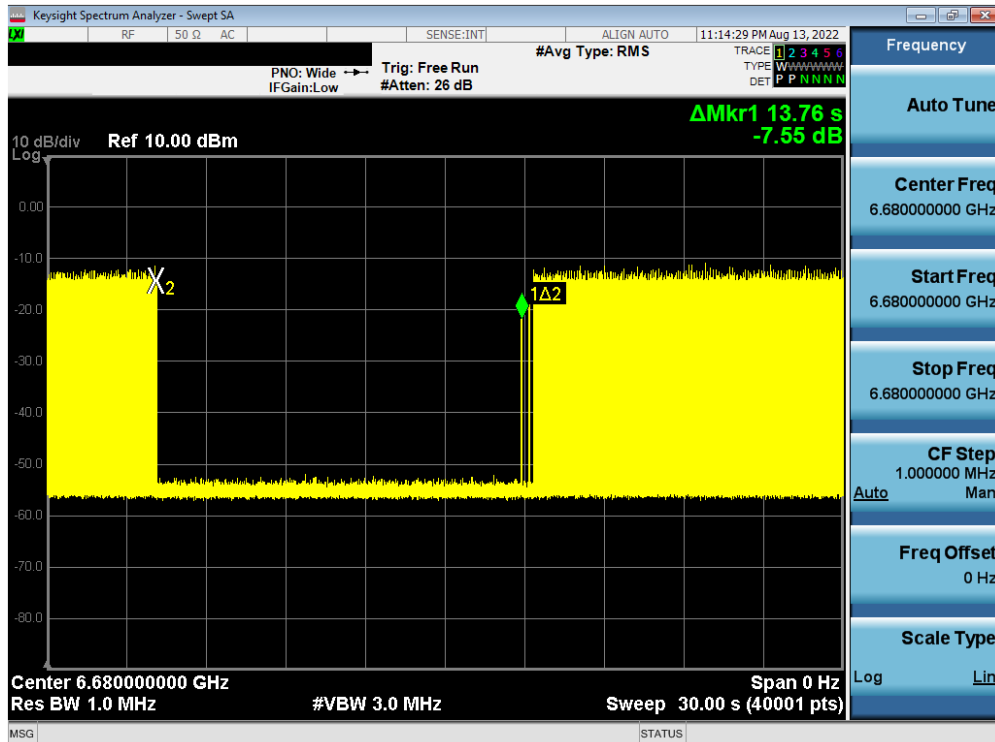 Keysight Spectrum Analyzer - Swept SA
LXI RF 50 Ω AC SENSE:INT ALIGN AUTO 11:14:29 PM Aug 13, 2022
#Avg Type: RMS TRACE 1 2 3 4 5 6
PNO: Wide Trig: Free Run TYPE W W W W W W
IFGain:Low #Atten: 26 dB DET P P N N N N
Frequency
ΔMkr1 13.76 s
-7.55 dB
10 dB/div Ref 10.00 dBm
Log
0.00
-10.0
-20.0
-30.0
-40.0
-50.0
-60.0
-70.0
-80.0
2
1Δ2
Center 6.680000000 GHz Span 0 Hz
Res BW 1.0 MHz #VBW 3.0 MHz Sweep 30.00 s (40001 pts)
MSG STATUS
Auto Tune
Center Freq
6.680000000 GHz
Start Freq
6.680000000 GHz
Stop Freq
6.680000000 GHz
CF Step
1.000000 MHz
Auto Man
Freq Offset
0 Hz
Scale Type
Log Lin